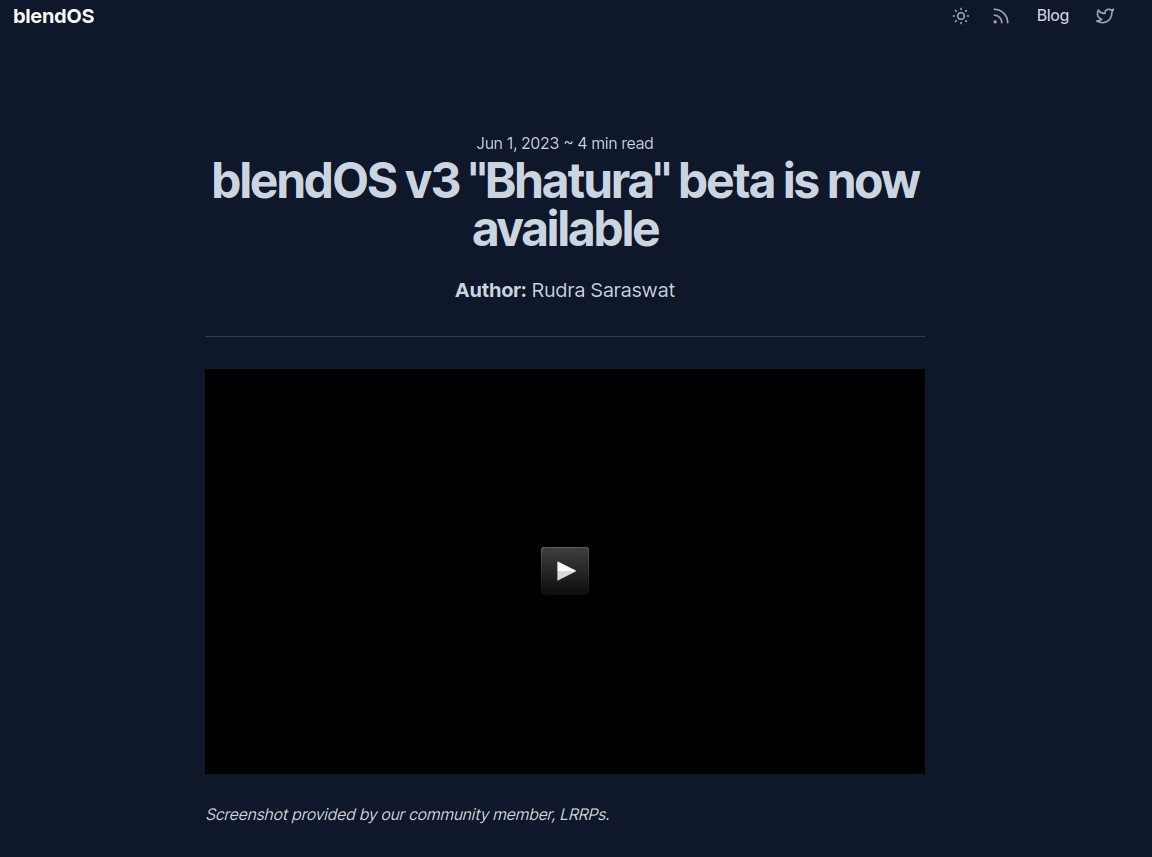 blendOS
Blog
Jun 1, 2023 ~ 4 min read
blendOS v3 "Bhatura" beta is now
available
Author: Rudra Saraswat
Screenshot provided by our community member, LRRPs.